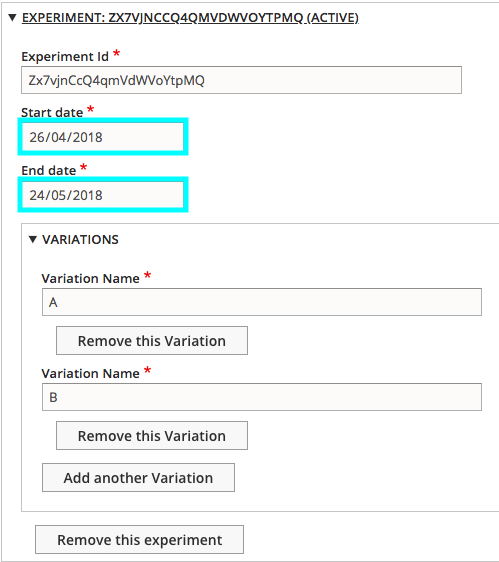 ▼ EXPERIMENT: ZX7VJNCCQ4QMVDWVOYTPMQ (ACTIVE)
Experiment Id *
Zx7vjnCcQ4qmVdWVoYtpMQ
Start date *
26/04/2018
End date *
24/05/2018
▼ VARIATIONS
Variation Name *
A
Remove this Variation
Variation Name *
B
Remove this Variation
Add another Variation
Remove this experiment